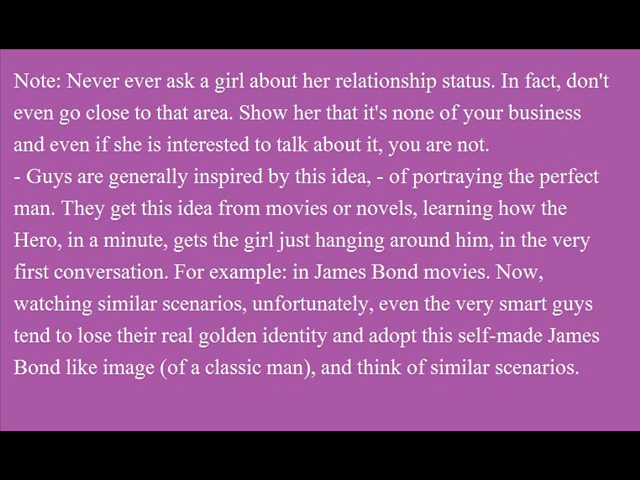 Note: Never ever ask a girl about her relationship status. In fact, don't
even go close to that area. Show her that it's none of your business
and even if she is interested to talk about it, you are not.
- Guys are generally inspired by this idea, - of portraying the perfect
man. They get this idea from movies or novels, learning how the
Hero, in a minute, gets the girl just hanging around him, in the very
first conversation. For example: in James Bond movies. Now,
watching similar scenarios, unfortunately, even the very smart guys
tend to lose their real golden identity and adopt this self-made James
Bond like image (of a classic man), and think of similar scenarios.